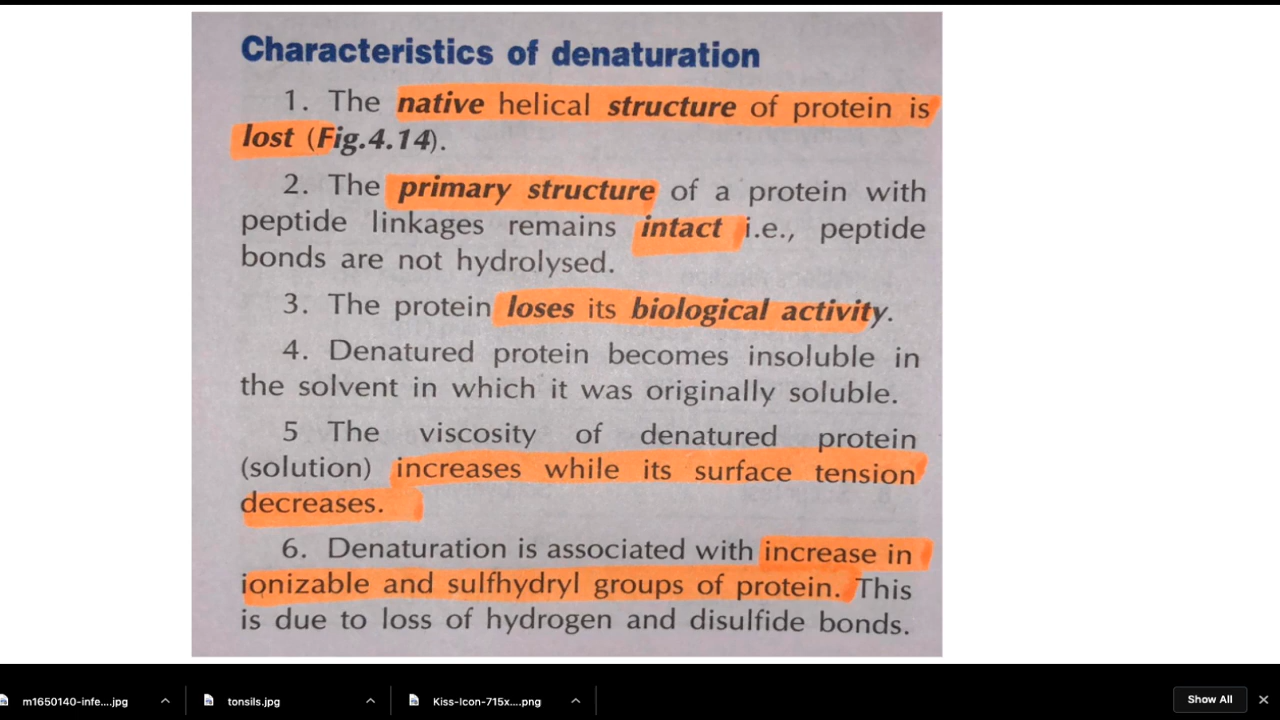 Characteristics of denaturation
1. The native helical structure of protein is
lost (Fig.4.14).
2. The primary structure of a protein with
peptide linkages remains intact i.e., peptide
bonds are not hydrolysed.
3. The protein loses its biological activity.
4. Denatured protein becomes insoluble in
the solvent in which it was originally soluble.
5 The viscosity of denatured protein
(solution) increases while its surface tension
decreases.
6. Denaturation is associated with increase in
ionizable and sulfhydryl groups of protein. This
is due to loss of hydrogen and disulfide bonds.
m1650140-infe....jpg
tonsils.jpg
Kiss-Icon-715x....png
Show All